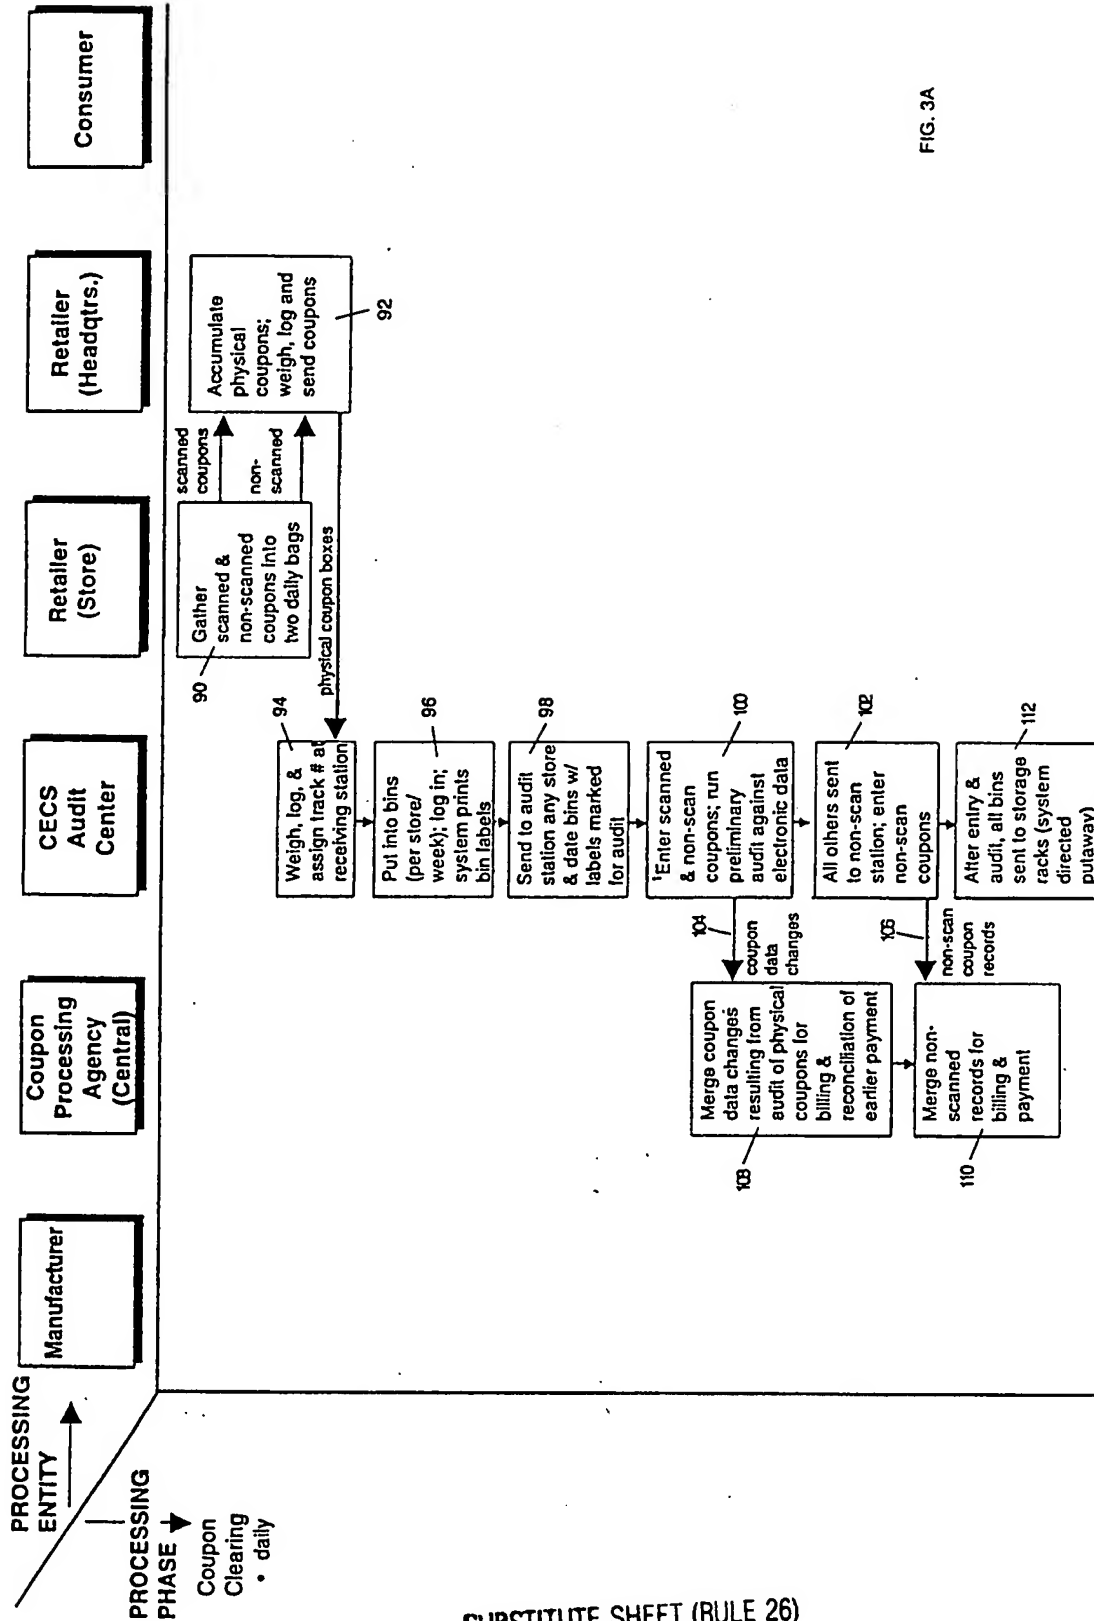 PROCESSING
ENTITY
PROCESSING
PHASE
Coupon
Clearing
• daily
Manufacturer
Coupon
Processing
Agency
(Central)
CECS
Audit
Center
Retailer
(Store)
Retailer
(Headqtrs.)
Consumer
90
Gather
scanned &
non-scanned
coupons into
two daily bags
scanned
coupons
non-
scanned
Accumulate
physical
coupons;
weigh, log and
send coupons
92
physical coupon boxes
94
Weigh, log, &
assign track # at
receiving station
96
Put into bins
(per store/
week); log in;
system prints
bin labels
98
Send to audit
station any store
& date bins w/
labels marked
for audit
100
¹Enter scanned
& non-scan
coupons; run
preliminary
audit against
electronic data
104
coupon
data
changes
108
Merge coupon
data changes
resulting from
audit of physical
coupons for
billing &
reconciliation of
earlier payment
102
All others sent
to non-scan
station; enter
non-scan
coupons
106
non-scan
coupon
records
110
Merge non-
scanned
records for
billing &
payment
112
After entry &
audit, all bins
sent to storage
racks (system
directed
putaway)
FIG. 3A
SUBSTITUTE SHEET (RULE 26)